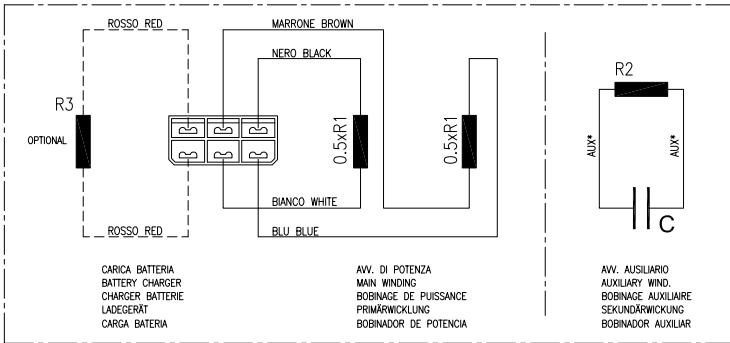 ROSSO RED
MARRONE BROWN
NERO BLACK
R3
OPTIONAL
0.5xR1
0.5xR1
R2
AUX*
AUX*
C
BIANCO WHITE
ROSSO RED
BLU BLUE
CARICA BATTERIA
BATTERY CHARGER
CHARGER BATTERIE
LADEGERÄT
CARGA BATERIA
AVV. DI POTENZA
MAIN WINDING
BOBINAGE DE PUISSANCE
PRIMÄRWICKLUNG
BOBINADOR DE POTENCIA
AVV. AUSILIARIO
AUXILIARY WIND.
BOBINAGE AUXILIAIRE
SEKUNDÄRWICKUNG
BOBINADOR AUXILIAR